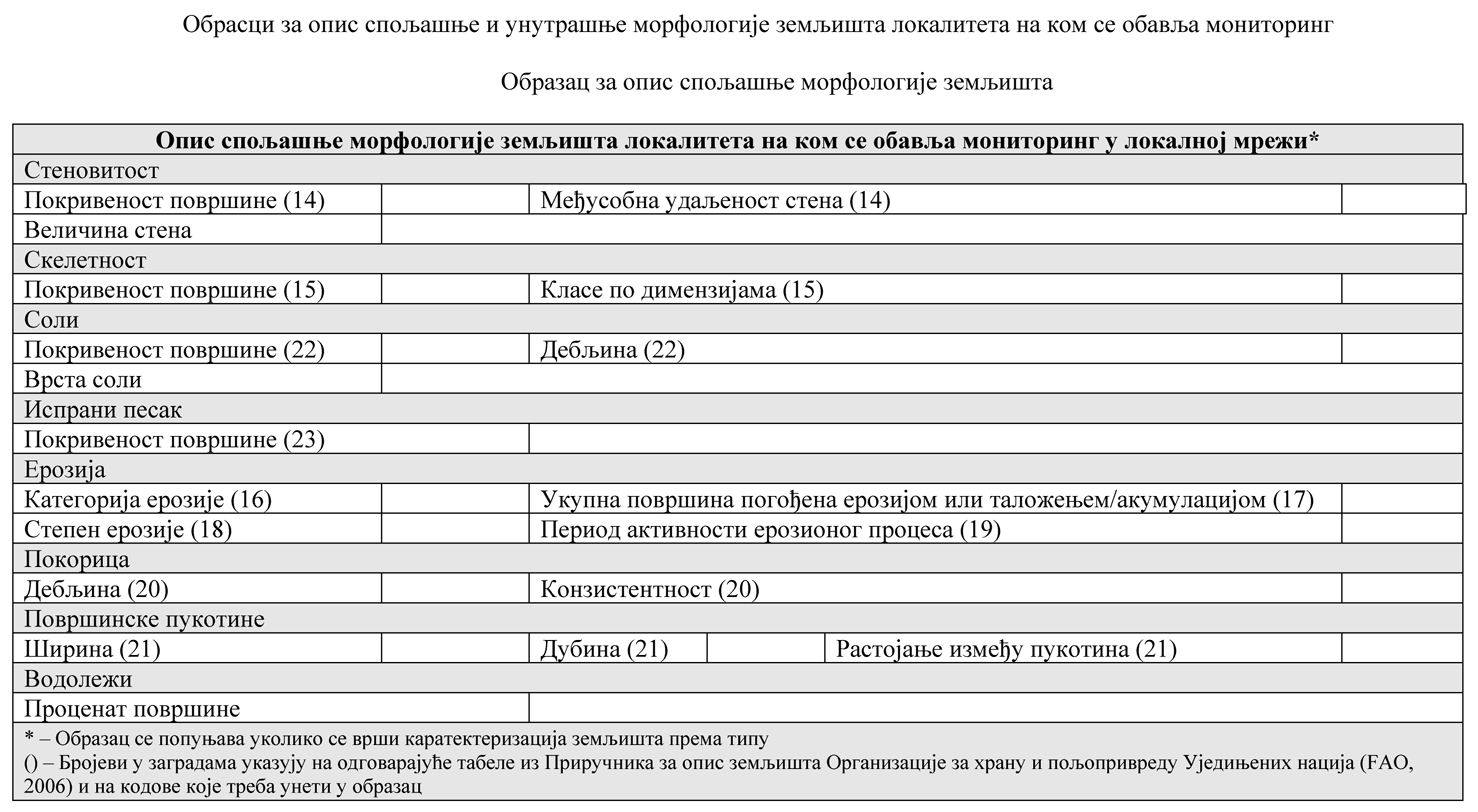 Обрасци за опис спољашње и унутрашње морфологије земљишта локалитета на ком се обавља мониторинг
Образац за опис спољашње морфологије земљишта
Опис спољашње морфологије земљишта локалитета на ком се обавља мониторинг у локалној мрежи*
Стеновитост
Покривеност површине (14) Међусобна удаљеност стена (14)
Величина стена
Скелетност
Покривеност површине (15) Класе по димензијама (15)
Соли
Покривеност површине (22) Дебљина (22)
Врста соли
Испрани песак
Покривеност површине (23)
Ерозија
Категорија ерозије (16) Укупна површина погођена ерозијом или таложењем/акумулацијом (17)
Степен ерозије (18) Период активности ерозионог процеса (19)
Покорица
Дебљина (20) Конзистентност (20)
Површинске пукотине
Ширина (21) Дубина (21) Растојање између пукотина (21)
Водолежи
Проценат површине
* – Образац се попуњава уколико се врши каратектеризација земљишта према типу
() – Бројеви у заградама указују на одговарајуће табеле из Приручника за опис земљишта Организације за храну и пољопривреду Уједињених нација (FAO,
2006) и на кодове које треба унети у образац